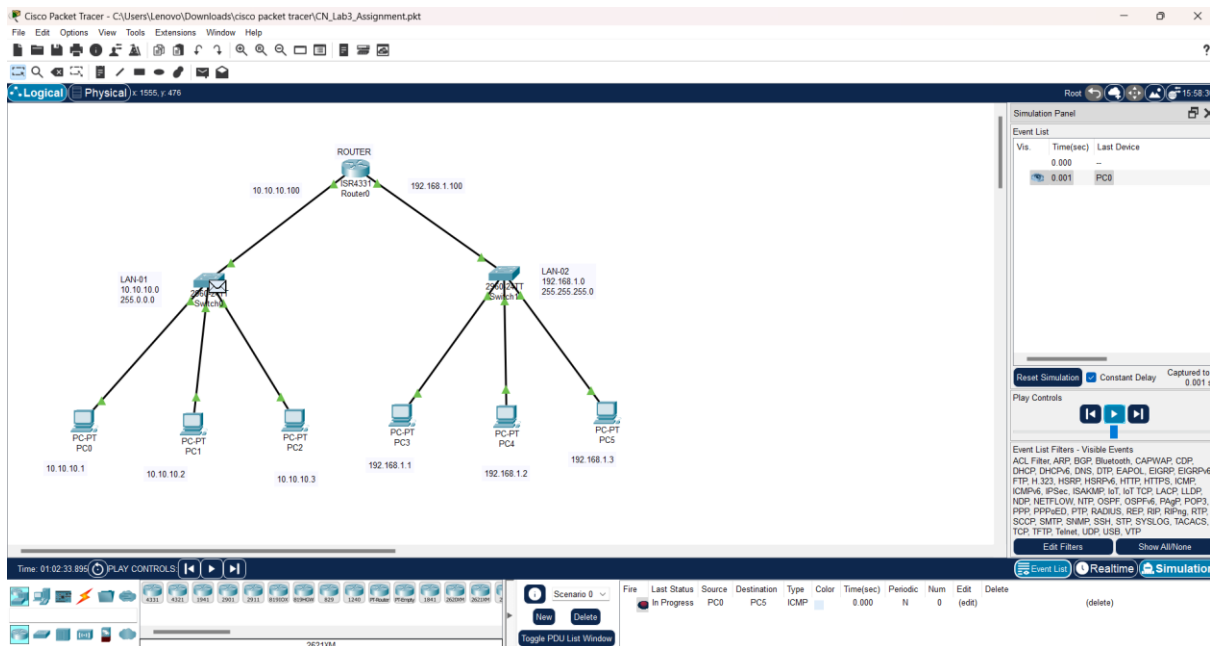 Cisco Packet Tracer - C:\Users\Lenovo\Downloads\cisco packet tracer\CN_Lab3_Assignment.pkt
File Edit Options View Tools Extensions Window Help
?
Logical Physical x: 1555, y: 476
Root 15:58:3
Simulation Panel
Event List
Vis. Time(sec) Last Device
0.000 --
0.001 PC0
ROUTER
ISR4331
Router0
10.10.10.100
192.168.1.100
LAN-01
10.10.10.0
255.0.0.0
2960-24TT
Switch0
2960-24TT
Switch1
LAN-02
192.168.1.0
255.255.255.0
PC-PT
PC0
PC-PT
PC1
PC-PT
PC2
PC-PT
PC3
PC-PT
PC4
PC-PT
PC5
10.10.10.1
10.10.10.2
10.10.10.3
192.168.1.1
192.168.1.2
192.168.1.3
Reset Simulation Constant Delay Captured to
0.001 s
Play Controls
Event List Filters - Visible Events
ACL Filter, ARP, BGP, Bluetooth, CAPWAP, CDP,
DHCP, DHCPv6, DNS, DTP, EAPOL, EIGRP, EIGRPv6
FTP, H.323, HSRP, HSRPv6, HTTP, HTTPS, ICMP,
ICMPv6, IPSec, ISAKMP, IoT, IoT TCP, LACP, LLDP,
NDP, NETFLOW, NTP, OSPF, OSPFv6, PAgP, POP3,
PPP, PPPoED, PTP, RADIUS, REP, RIP, RIPng, RTP,
SCCP, SMTP, SNMP, SSH, STP, SYSLOG, TACACS,
TCP, TFTP, Telnet, UDP, USB, VTP
Edit Filters Show All/None
Time: 01:02:33.895 PLAY CONTROLS:
Event List Realtime Simulation
4331 4321 1941 2901 2911 819IOX 819HGW 829 1240 PT-Router PT-Empty 1841 2620XM 2621XM
2621XM
Scenario 0
New Delete
Toggle PDU List Window
Fire Last Status Source Destination Type Color Time(sec) Periodic Num Edit Delete
In Progress PC0 PC5 ICMP 0.000 N 0 (edit) (delete)